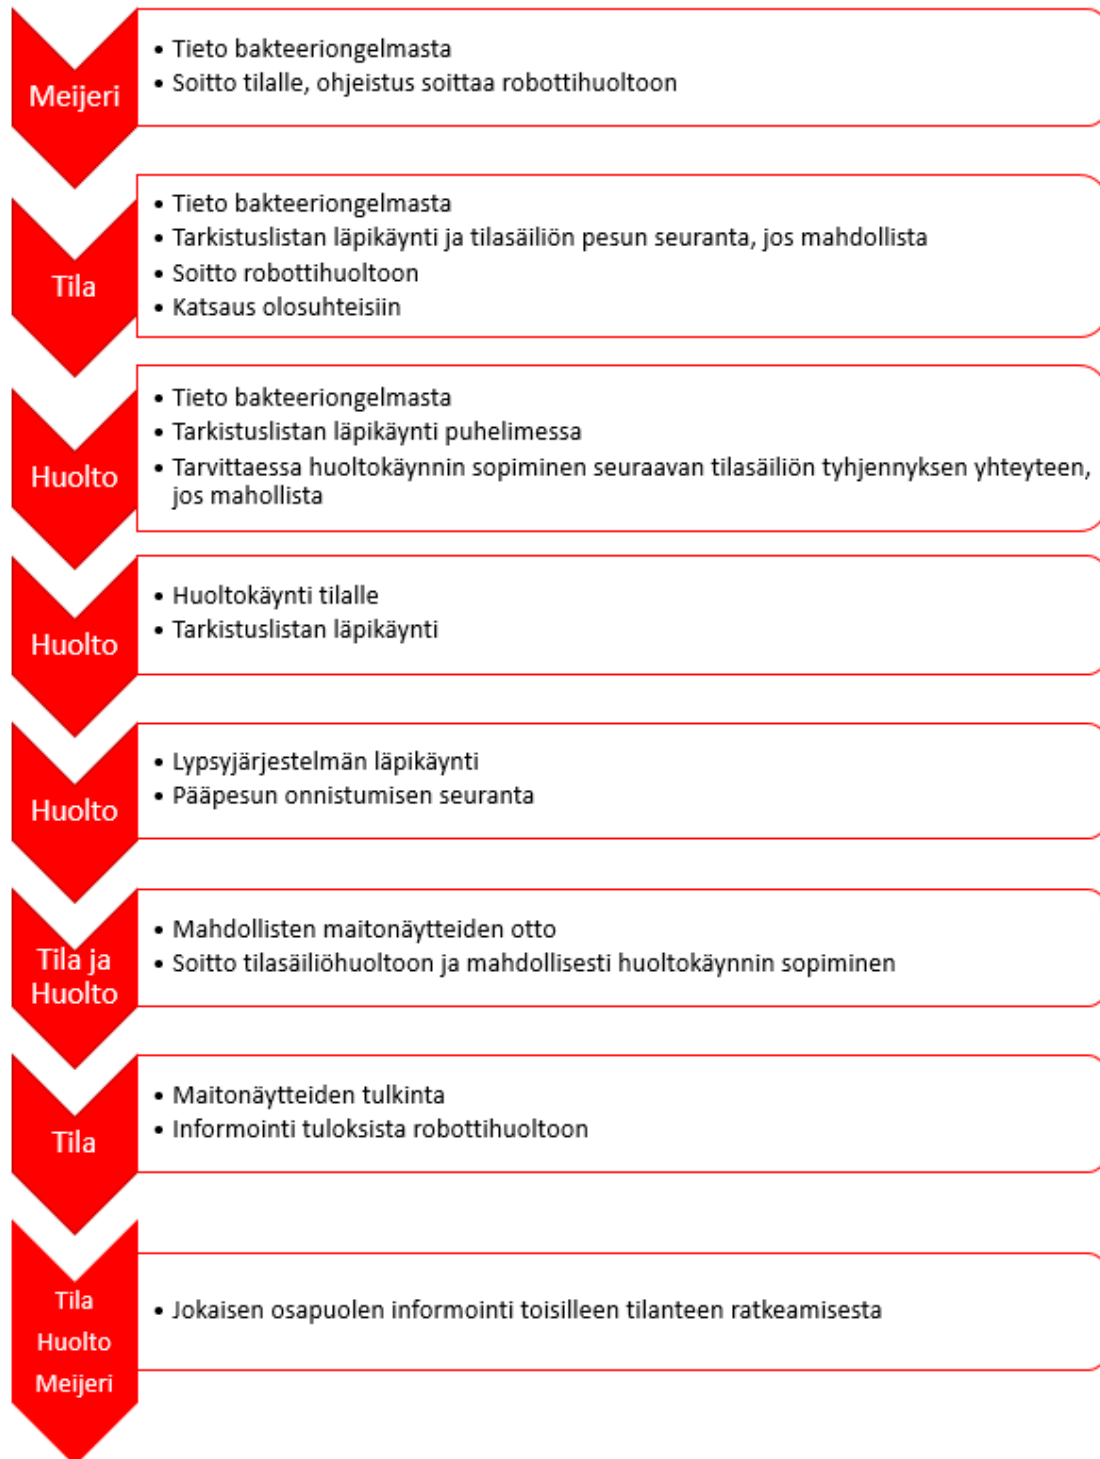 Meijeri
• Tieto bakteeriongelmasta
• Soitto tilalle, ohjeistus soittaa robottihuoltoon
Tila
• Tieto bakteeriongelmasta
• Tarkistuslistan läpikäynti ja tilasäiliön pesun seuranta, jos mahdollista
• Soitto robottihuoltoon
• Katsaus olosuhteisiin
Huolto
• Tieto bakteeriongelmasta
• Tarkistuslistan läpikäynti puhelimessa
• Tarvittaessa huoltokäynnin sopiminen seuraavan tilasäiliön tyhjennyksen yhteyteen,
jos mahollista
Huolto
• Huoltokäynti tilalle
• Tarkistuslistan läpikäynti
Huolto
• Lypsyjärjestelmän läpikäynti
• Pääpesun onnistumisen seuranta
Tila ja
Huolto
• Mahdollisten maitonäytteiden otto
• Soitto tilasäiliöhuoltoon ja mahdollisesti huoltokäynnin sopiminen
Tila
• Maitonäytteiden tulkinta
• Informointi tuloksista robottihuoltoon
Tila
Huolto
Meijeri
• Jokaisen osapuolen informointi toisilleen tilanteen ratkeamisesta